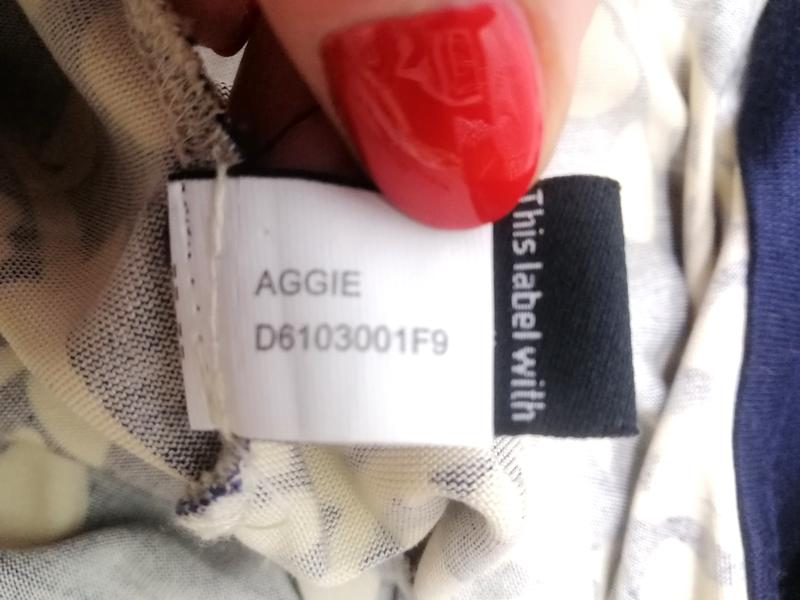 AGGIE
D6103001F9
This label with